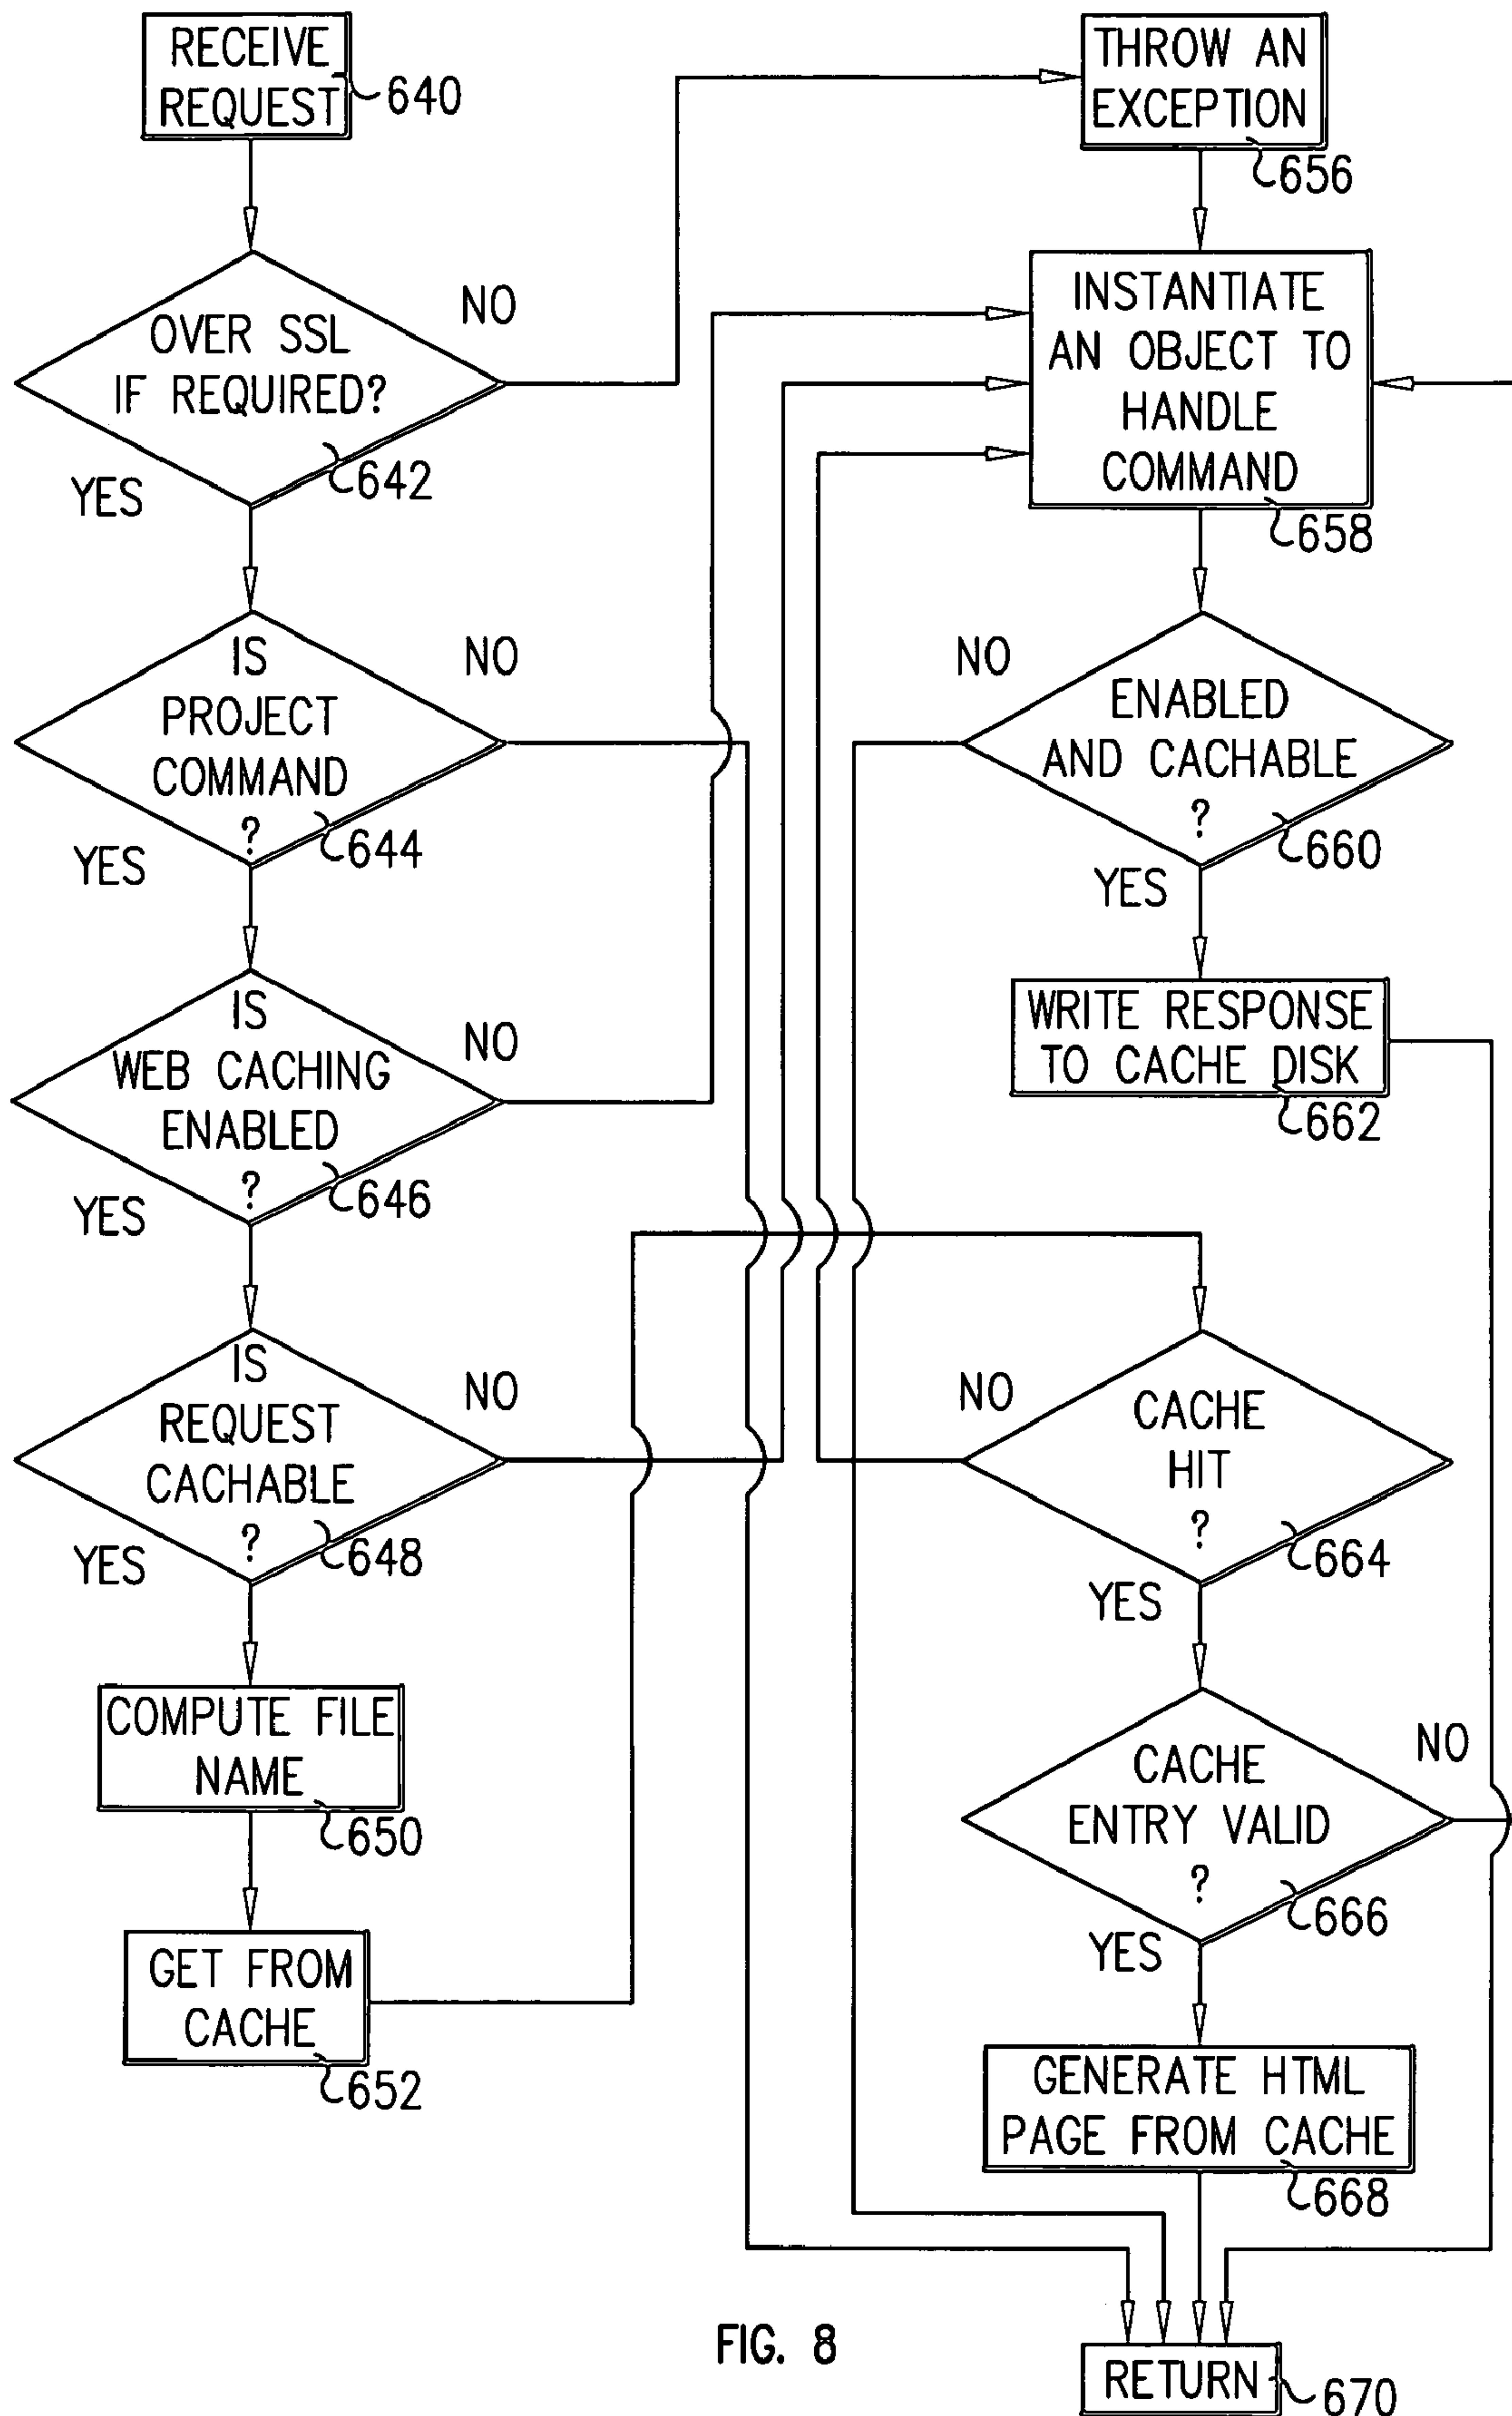 RECEIVE
REQUEST
640
OVER SSL
IF REQUIRED?
642
NO
YES
IS
PROJECT
COMMAND
?
644
NO
YES
IS
WEB CACHING
ENABLED
?
646
NO
YES
IS
REQUEST
CACHABLE
?
648
NO
YES
COMPUTE FILE
NAME
650
GET FROM
CACHE
652
THROW AN
EXCEPTION
656
INSTANTIATE
AN OBJECT TO
HANDLE
COMMAND
658
NO
ENABLED
AND CACHABLE
?
660
YES
WRITE RESPONSE
TO CACHE DISK
662
NO
CACHE
HIT
?
664
YES
CACHE
ENTRY VALID
?
666
NO
YES
GENERATE HTML
PAGE FROM CACHE
668
RETURN
670
FIG. 8